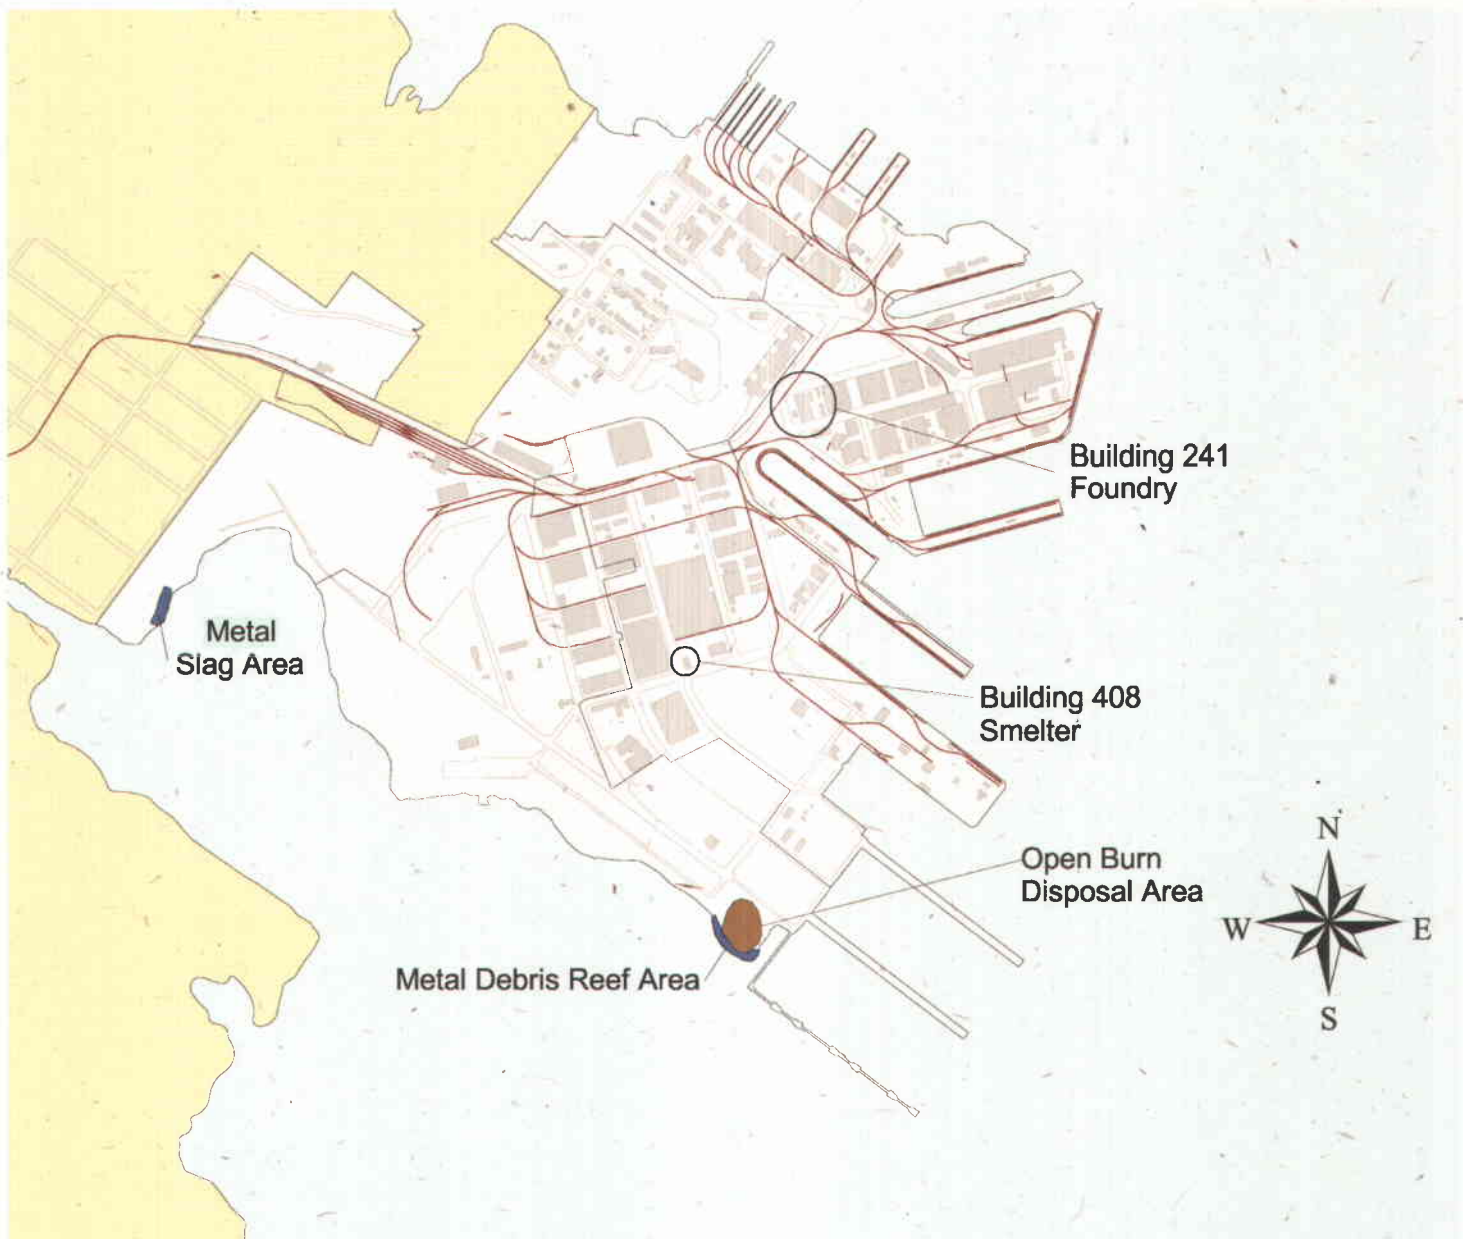 Building 241
Foundry
Metal
Slag Area
Building 408
Smelter
Open Burn
Disposal Area
Metal Debris Reef Area
N
W
E
S